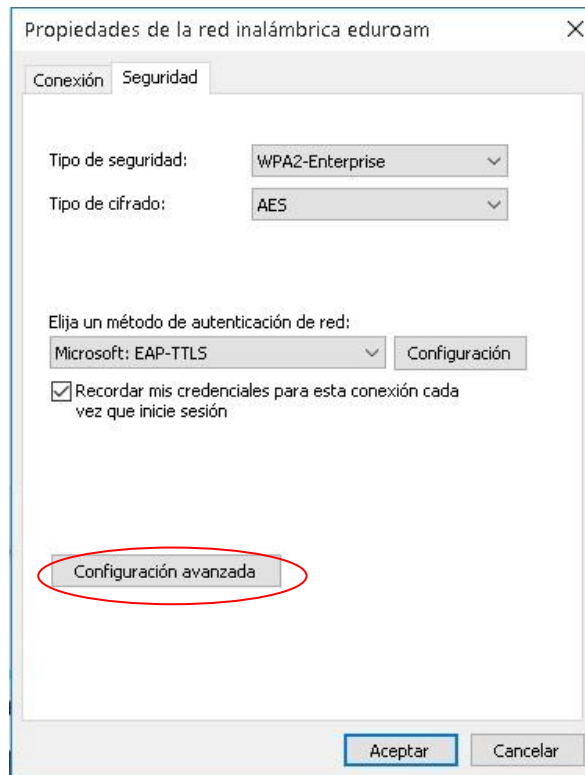 Propiedades de la red inalámbrica eduroam
Conexión Seguridad
Tipo de seguridad: WPA2-Enterprise
Tipo de cifrado: AES
Elija un método de autenticación de red:
Microsoft: EAP-TTLS Configuración
Recordar mis credenciales para esta conexión cada
vez que inicie sesión
Configuración avanzada
Aceptar Cancelar